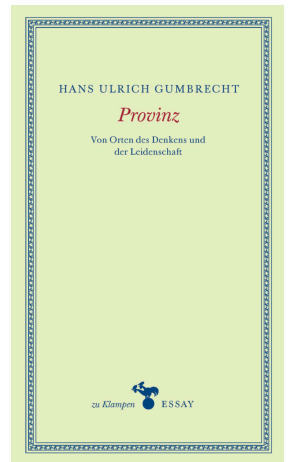 HANS ULRICH GUMBRECHT
Provinz
Von Orten des Denkens und
der Leidenschaft
zu Klampen ESSAY